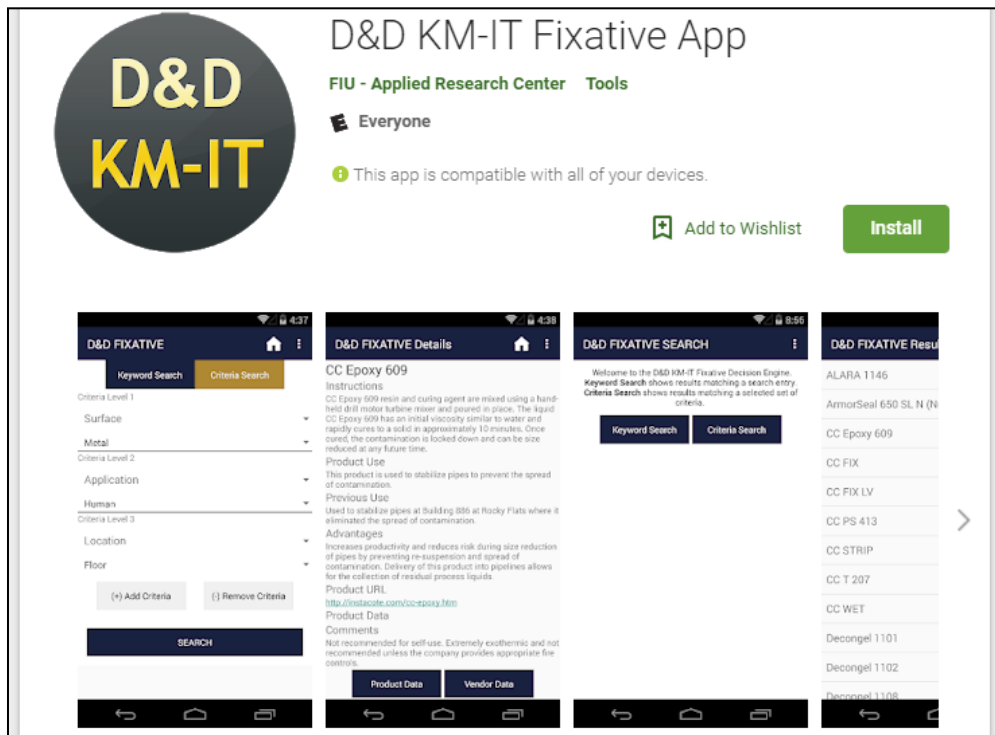 D&D
KM-IT
D&D KM-IT Fixative App
FIU - Applied Research Center Tools
E Everyone
This app is compatible with all of your devices.
Add to Wishlist
Install
4:37
D&D FIXATIVE
Keyword Search Criteria Search
Criteria Level 1
Surface
Metal
Criteria Level 2
Application
Human
Criteria Level 3
Location
Floor
(+) Add Criteria (-) Remove Criteria
SEARCH
4:38
D&D FIXATIVE Details
CC Epoxy 609
Instructions
CC Epoxy 609 resin and curing agent are mixed using a hand-
held drill motor turbine mixer and poured in place. The liquid
CC Epoxy 609 has an initial viscosity similar to water and
rapidly cures to a solid in approximately 10 minutes. Once
cured, the contamination is locked down and can be size
reduced at any future time.
Product Use
This product is used to stabilize pipes to prevent the spread
of contamination.
Previous Use
Used to stabilize pipes at Building 886 at Rocky Flats where it
eliminated the spread of contamination.
Advantages
Increases productivity and reduces risk during size reduction
of pipes by preventing re-suspension and spread of
contamination. Delivery of this product into pipelines allows
for the collection of residual process liquids.
Product URL
http://instacote.com/cc-epoxy.htm
Product Data
Comments
Not recommended for self-use. Extremely exothermic and not
recommended unless the company provides appropriate fire
controls.
Product Data Vendor Data
8:56
D&D FIXATIVE SEARCH
Welcome to the D&D KM-IT Fixative Decision Engine.
Keyword Search shows results matching a search entry.
Criteria Search shows results matching a selected set of
criteria.
Keyword Search Criteria Search
D&D FIXATIVE Resul
ALARA 1146
ArmorSeal 650 SL N (N
CC Epoxy 609
CC FIX
CC FIX LV
CC PS 413
CC STRIP
CC T 207
CC WET
Decongel 1101
Decongel 1102
Decongel 1108